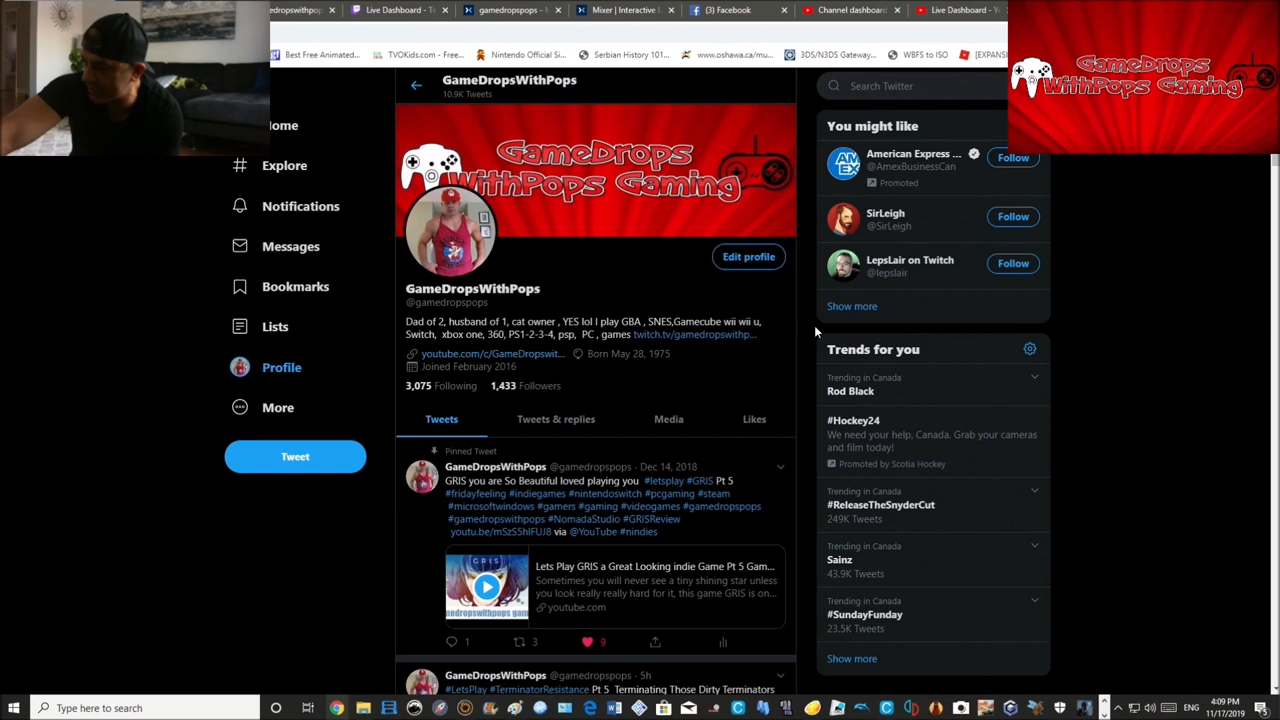 edropswithpops
Live Dashboard - Tw
gamedropspops - M
Mixer | Interactive L
(3) Facebook
Channel dashboard
Live Dashboard - Yo
Best Free Animated...
TVOKids.com - Free...
Nintendo Official Si...
Serbian History 101...
www.oshawa.ca/mu...
3DS/N3DS Gateway...
WBFS to ISO
[EXPANSI
GameDrops
WithPops Gaming
ome
Explore
Notifications
Messages
Bookmarks
Lists
Profile
More
Tweet
GameDropsWithPops
10.9K Tweets
GameDrops
WithPops Gaming
Edit profile
GameDropsWithPops
@gamedropspops
Dad of 2, husband of 1, cat owner , YES lol I play GBA , SNES,Gamecube wii wii u,
Switch, xbox one, 360, PS1-2-3-4, psp, PC , games twitch.tv/gamedropswithp...
youtube.com/c/GameDropswit... Born May 28, 1975
Joined February 2016
3,075 Following 1,433 Followers
Tweets Tweets & replies Media Likes
Pinned Tweet
GameDropsWithPops @gamedropspops · Dec 14, 2018
GRIS you are So Beautiful loved playing you #letsplay #GRIS Pt 5
#fridayfeeling #indiegames #nintendoswitch #pcgaming #steam
#microsoftwindows #gamers #gaming #videogames #gamedropspops
#gamedropswithpops #NomadaStudio #GRISReview
youtu.be/mSzS5hlFUJ8 via @YouTube #nindies
GRIS
medropswithpops gam
Lets Play GRIS a Great Looking indie Game Pt 5 Gam...
Sometimes you will never see a tiny shining star unless
you look really really hard for it, this game GRIS is on...
youtube.com
1 3 9
GameDropsWithPops @gamedropspops · 5h
#LetsPlay #TerminatorResistance Pt 5 Terminating Those Dirty Terminators
Search Twitter
You might like
AMEX
American Express ...
@AmexBusinessCan
Promoted
Follow
SirLeigh
@SirLeigh
Follow
LepsLair on Twitch
@lepslair
Follow
Show more
Trends for you
Trending in Canada
Rod Black
#Hockey24
We need your help, Canada. Grab your cameras
and film today!
Promoted by Scotia Hockey
Trending in Canada
#ReleaseTheSnyderCut
249K Tweets
Trending in Canada
Sainz
43.9K Tweets
Trending in Canada
#SundayFunday
23.5K Tweets
Show more
Type here to search
ENG
4:09 PM
11/17/2019
5